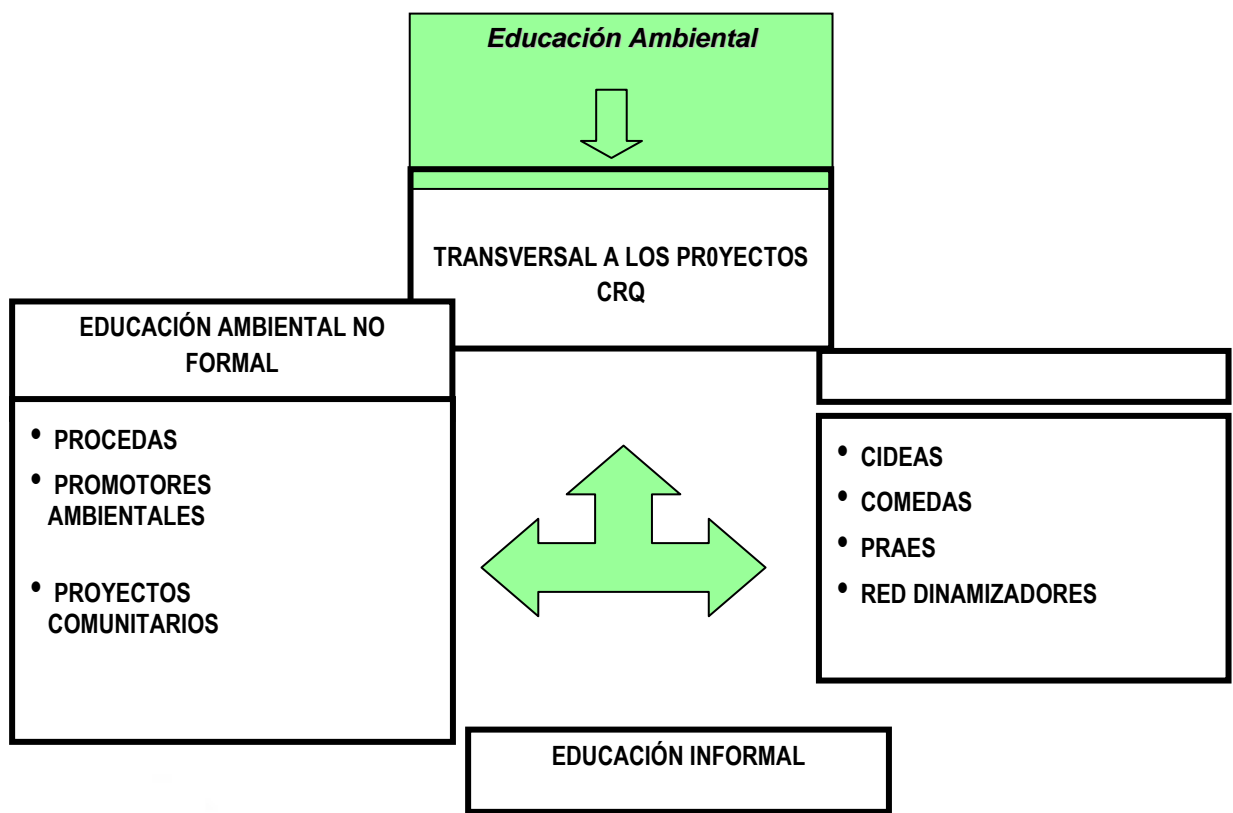 Educación Ambiental
TRANSVERSAL A LOS PR0YECTOS
CRQ
EDUCACIÓN AMBIENTAL NO
FORMAL
• PROCEDAS
• PROMOTORES
AMBIENTALES
• PROYECTOS
COMUNITARIOS
• CIDEAS
• COMEDAS
• PRAES
• RED DINAMIZADORES
EDUCACIÓN INFORMAL